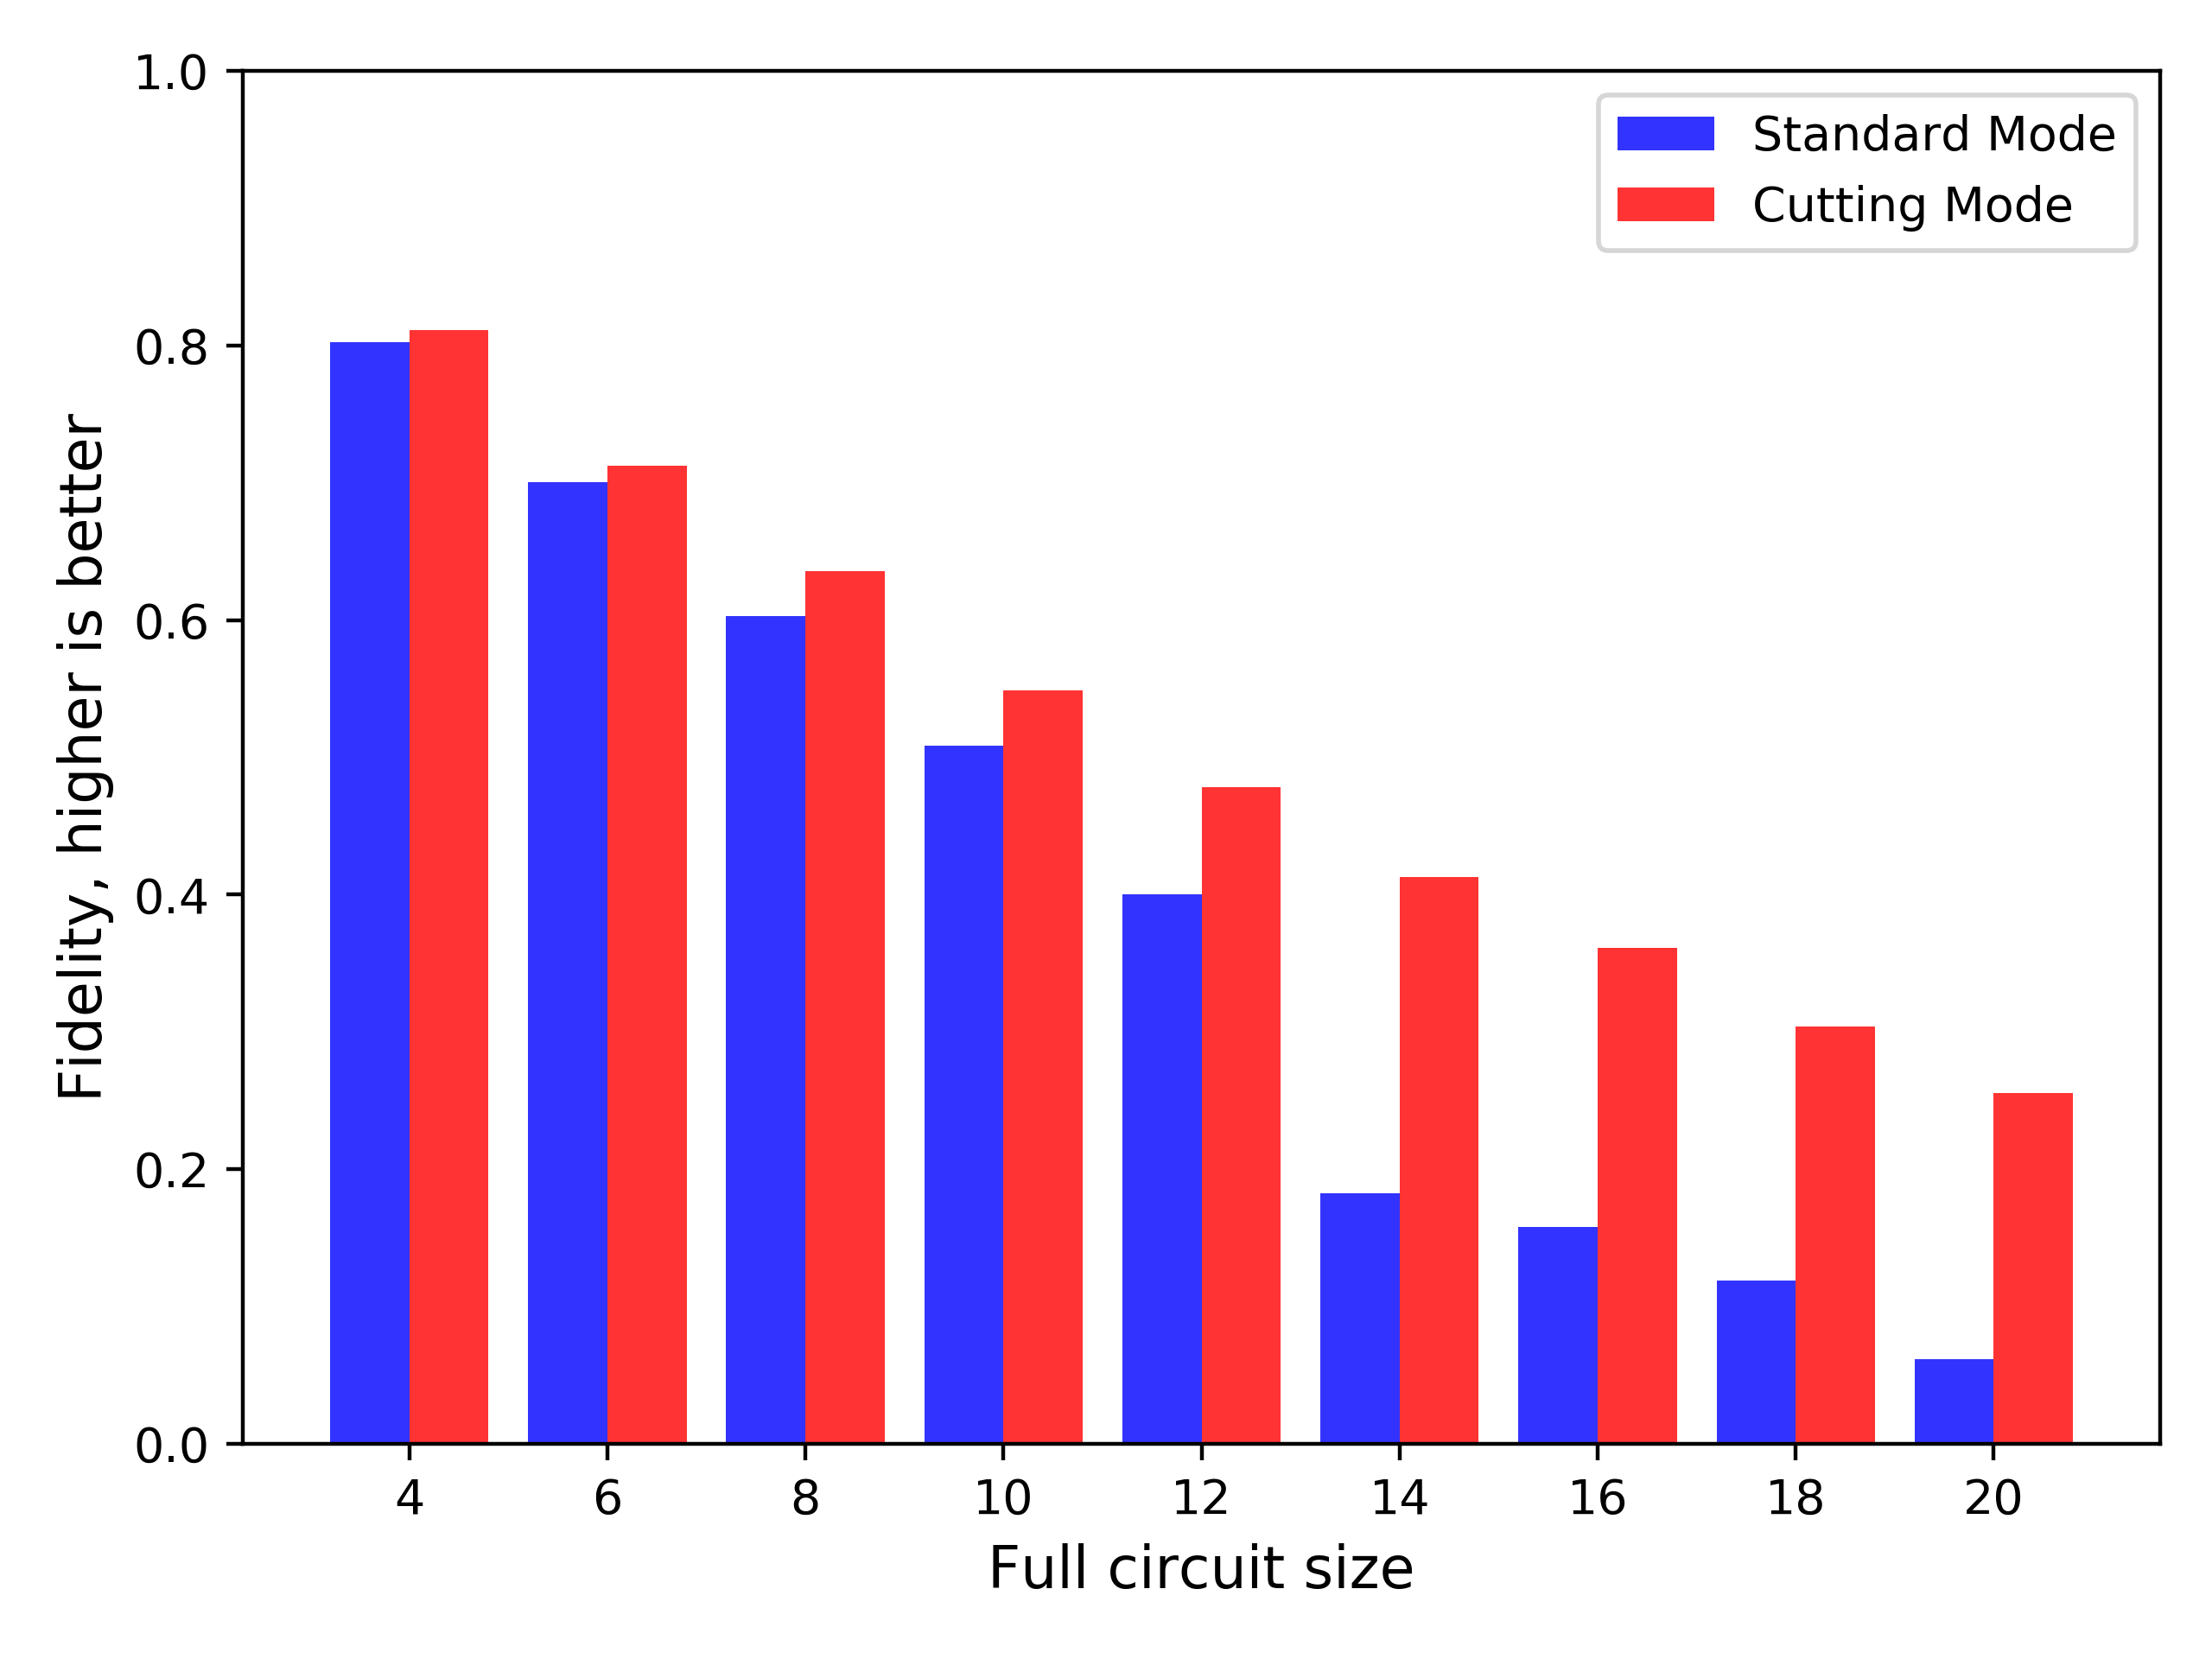 1.0
0.8
0.6
0.4
0.2
0.0
Fidelity, higher is better
Standard Mode
Cutting Mode
4 6 8 10 12 14 16 18 20
Full circuit size